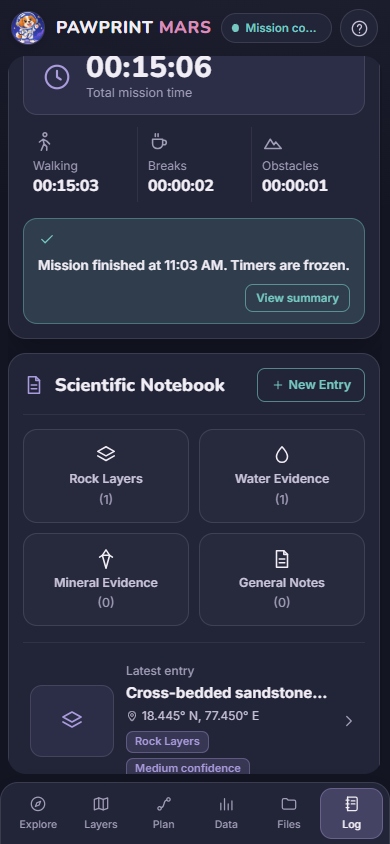 PAWPRINT MARS
Mission co...
00:15:06
Total mission time
Walking
00:15:03
Breaks
00:00:02
Obstacles
00:00:01
Mission finished at 11:03 AM. Timers are frozen.
View summary
Scientific Notebook
+ New Entry
Rock Layers
(1)
Water Evidence
(1)
Mineral Evidence
(0)
General Notes
(0)
Latest entry
Cross-bedded sandstone...
18.445° N, 77.450° E
Rock Layers
Medium confidence
Explore
Layers
Plan
Data
Files
Log